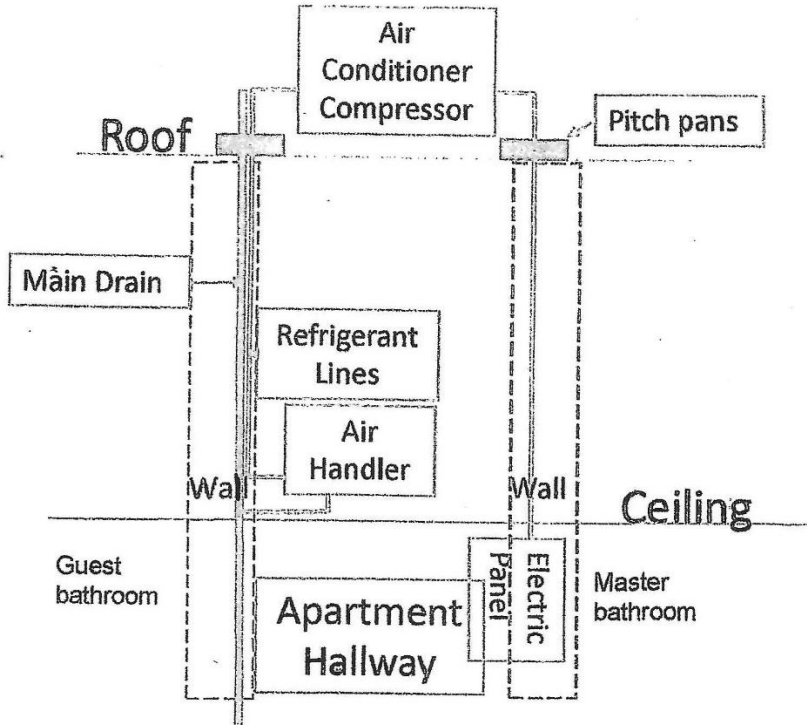 Air
Conditioner
Compressor
Roof
Pitch pans
Main Drain
Refrigerant
Lines
Air
Handler
Wall
Wall
Ceiling
Guest
bathroom
Electric
Panel
Master
bathroom
Apartment
Hallway